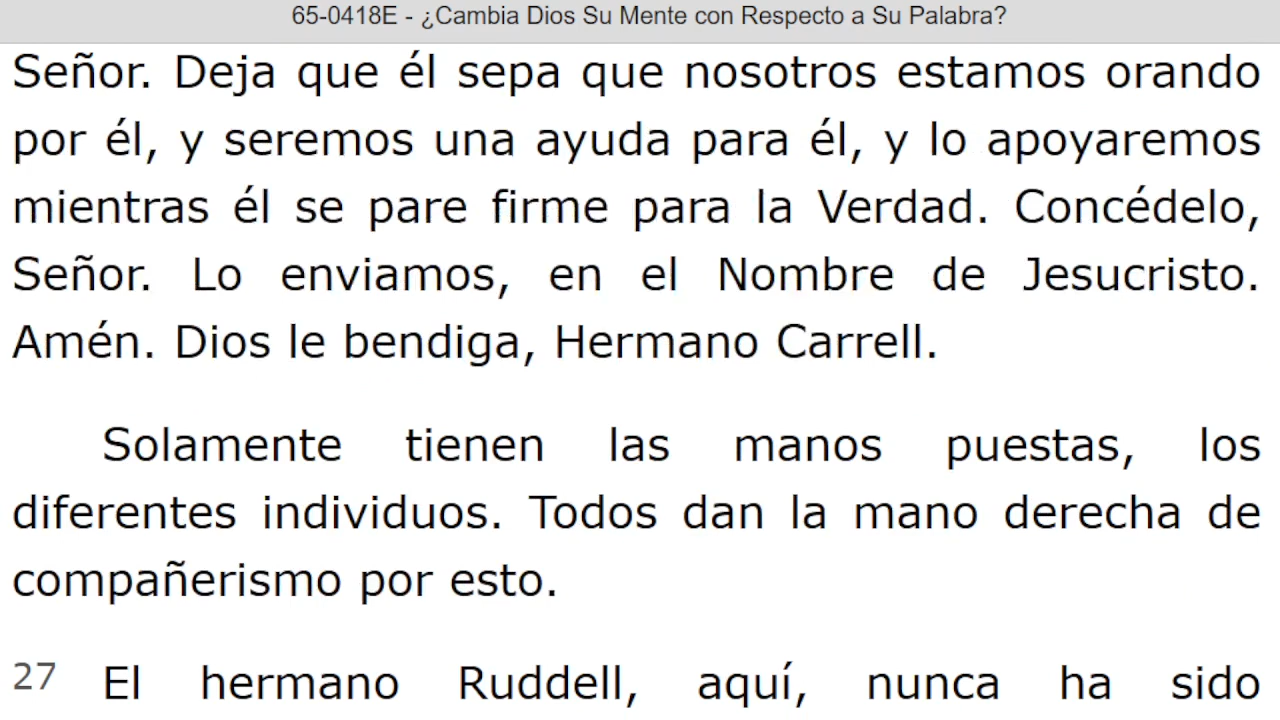 65-0418E - ¿Cambia Dios Su Mente con Respecto a Su Palabra?
Señor. Deja que él sepa que nosotros estamos orando
por él, y seremos una ayuda para él, y lo apoyaremos
mientras él se pare firme para la Verdad. Concédelo,
Señor. Lo enviamos, en el Nombre de Jesucristo.
Amén. Dios le bendiga, Hermano Carrell.
Solamente tienen las manos puestas, los
diferentes individuos. Todos dan la mano derecha de
compañerismo por esto.
27 El hermano Ruddell, aquí, nunca ha sido